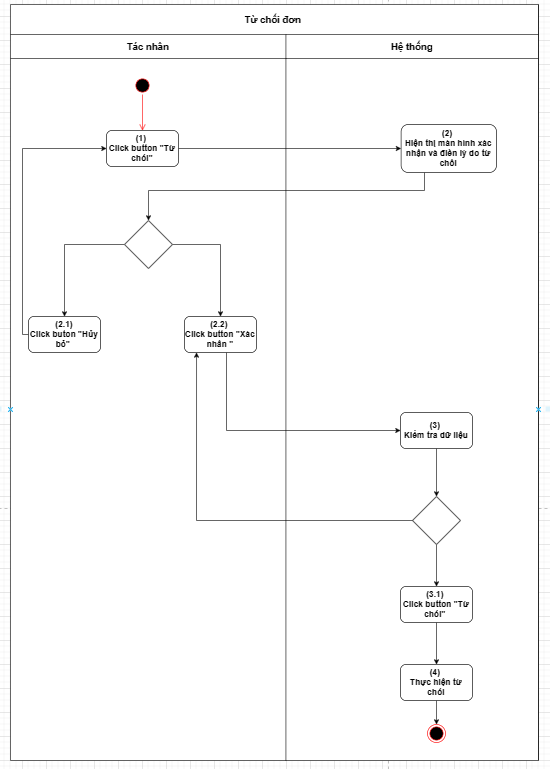 Từ chối đơn
Tác nhân
Hệ thống
(1)
Click button "Từ
chối"
(2)
Hiện thị màn hình xác
nhận và điền lý do từ
chối
(2.1)
Click buton "Hủy
bỏ"
(2.2)
Click button "Xác
nhân "
(3)
Kiểm tra dữ liệu
(3.1)
Click button "Từ
chối"
(4)
Thực hiện từ
chối